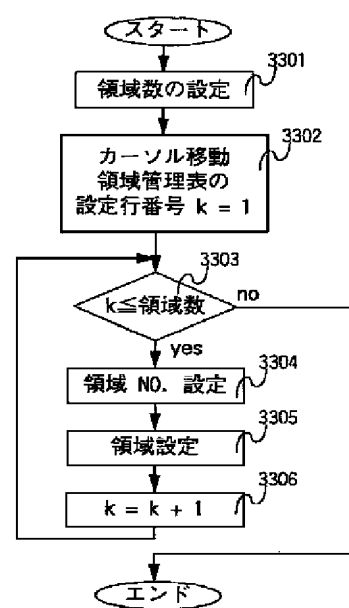 スタート
3301
領域数の設定
3302
カーソル移動
領域管理表の
設定行番号 k = 1
3303
k≦領域数
no
yes
3304
領域 NO. 設定
3305
領域設定
3306
k = k + 1
エンド